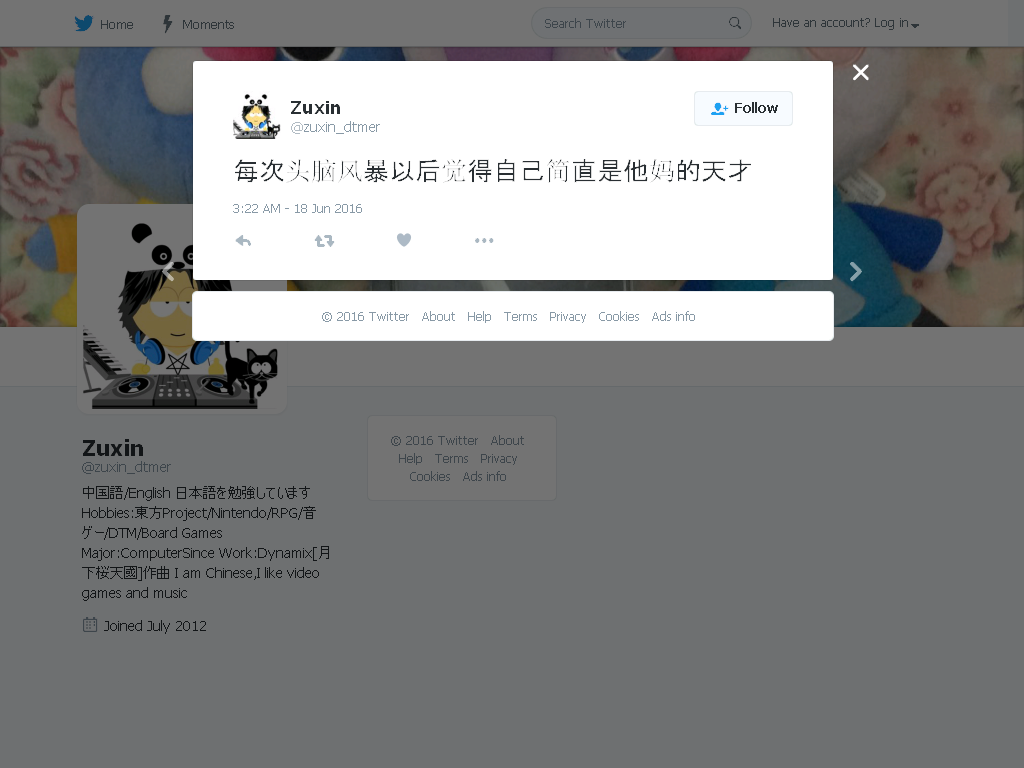 Home
Moments
Search Twitter
Have an account? Log in
Zuxin
@zuxin_dtmer
Follow
每次头脑风暴以后觉得自己简直是他妈的天才
3:22 AM - 18 Jun 2016
© 2016 Twitter About Help Terms Privacy Cookies Ads info
Zuxin
@zuxin_dtmer
中国語/English 日本語を勉強しています
Hobbies:東方Project/Nintendo/RPG/音
ゲー/DTM/Board Games
Major:ComputerSince Work:Dynamix[月
下桜天國]作曲 I am Chinese,I like video
games and music
Joined July 2012
© 2016 Twitter About
Help Terms Privacy
Cookies Ads info